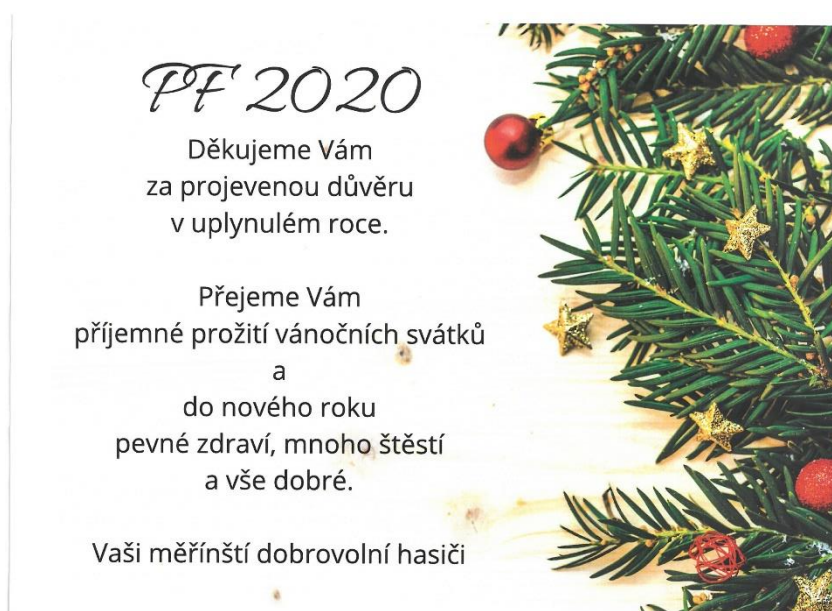 PF 2020
Děkujeme Vám
za projevenou důvěru
v uplynulém roce.
Přejeme Vám
příjemné prožití vánočních svátků
a
do nového roku
pevné zdraví, mnoho štěstí
a vše dobré.
Vaši měřínští dobrovolní hasiči